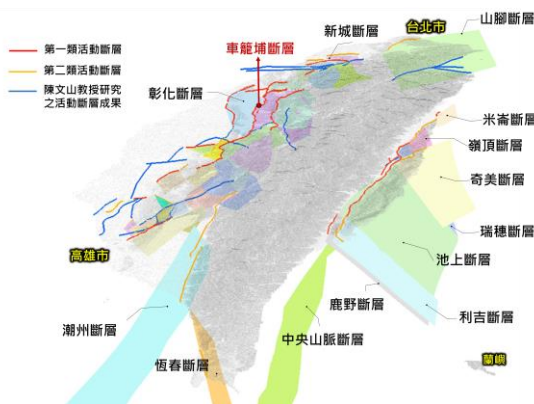 台北市
山腳斷層
新城斷層
第一類活動斷層
車籠埔斷層
第二類活動斷層
陳文山教授研究
之活動斷層成果
彰化斷層
米崙斷層
嶺頂斷層
奇美斷層
瑞穗斷層
高雄市
池上斷層
鹿野斷層
利吉斷層
潮州斷層
中央山脈斷層
恆春斷層
蘭嶼